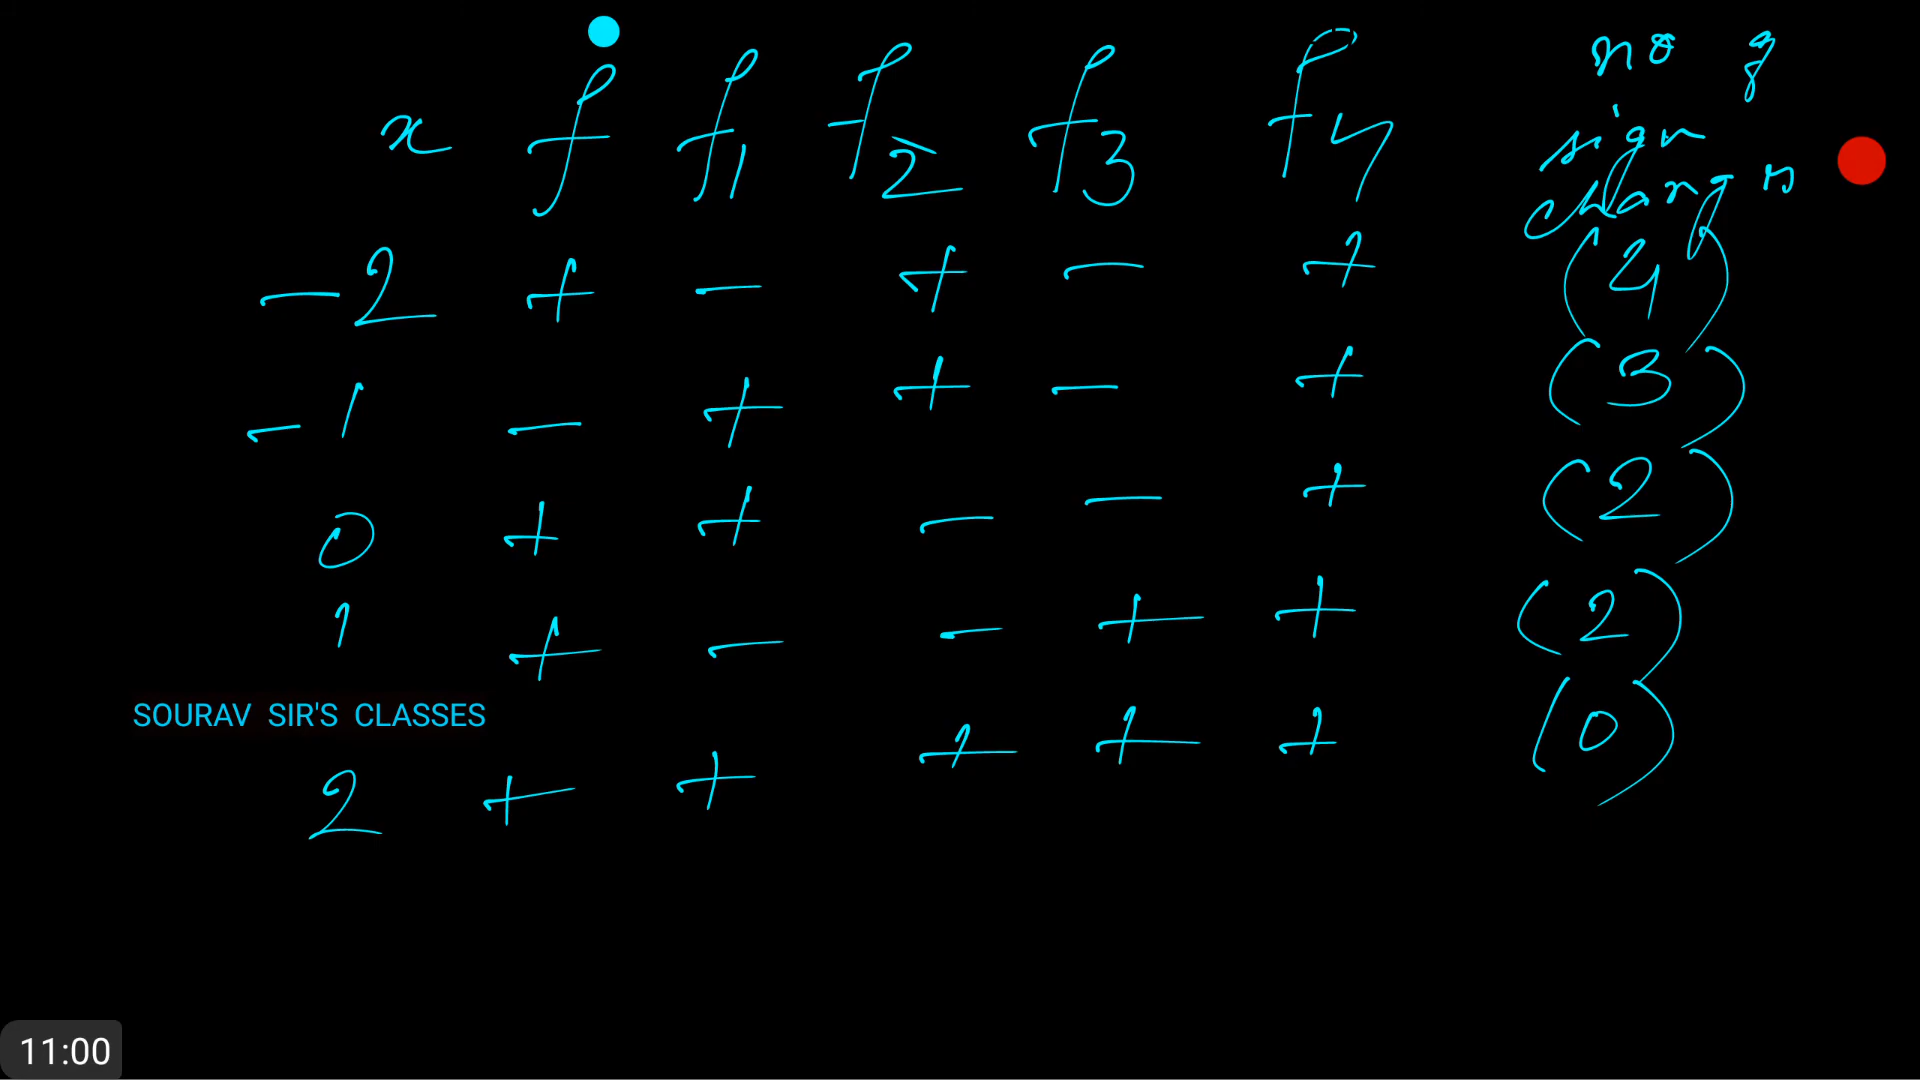 x f f1 f2 f3 f4 no of sign changes
-2 + - + - + (4)
-1 - + + - + (3)
0 + + - - + (2)
1 + - - + + (2)
SOURAV SIR'S CLASSES
2 + + + + + (0)
11:00